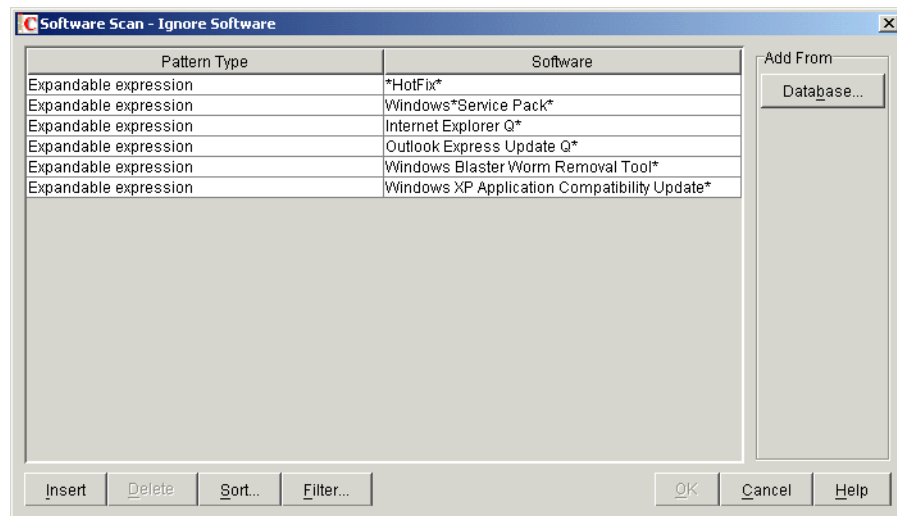 C Software Scan - Ignore Software
Pattern Type Software
Expandable expression *HotFix*
Expandable expression Windows*Service Pack*
Expandable expression Internet Explorer Q*
Expandable expression Outlook Express Update Q*
Expandable expression Windows Blaster Worm Removal Tool*
Expandable expression Windows XP Application Compatibility Update*
Add From
Database...
Insert Delete Sort... Filter... OK Cancel Help